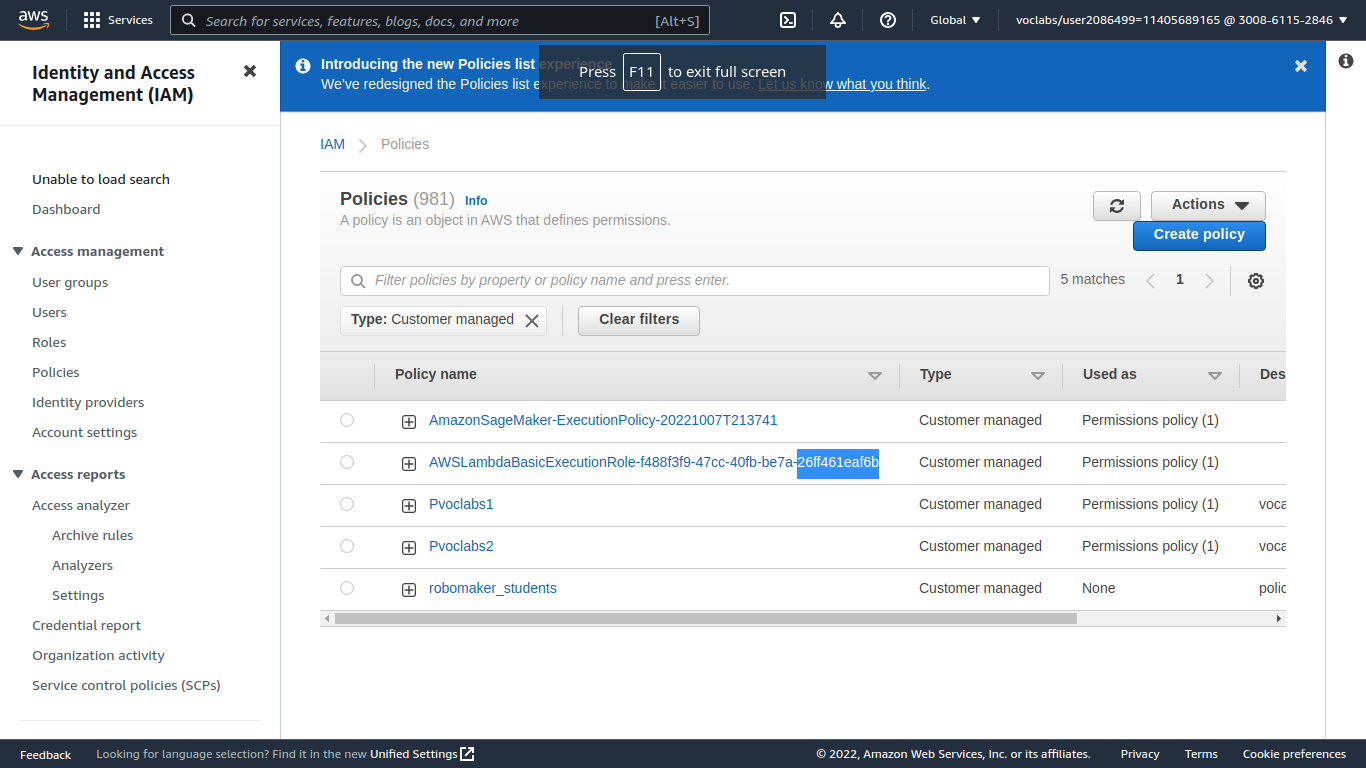 aws
Services
Search for services, features, blogs, docs, and more
[Alt+S]
Global
voclabs/user2086499=11405689165 @ 3008-6115-2846
Identity and Access
Management (IAM)
Unable to load search
Dashboard
Access management
User groups
Users
Roles
Policies
Identity providers
Account settings
Access reports
Access analyzer
Archive rules
Analyzers
Settings
Credential report
Organization activity
Service control policies (SCPs)
Introducing the new Policies list experience
We've redesigned the Policies list experience to make it easier to use. Let us know what you think.
Press F11 to exit full screen
IAM
Policies
Policies (981) Info
A policy is an object in AWS that defines permissions.
Actions
Create policy
Filter policies by property or policy name and press enter.
5 matches
1
Type: Customer managed
Clear filters
Policy name Type Used as Des
AmazonSageMaker-ExecutionPolicy-20221007T213741 Customer managed Permissions policy (1)
AWSLambdaBasicExecutionRole-f488f3f9-47cc-40fb-be7a-26ff461eaf6b Customer managed Permissions policy (1)
Pvoclabs1 Customer managed Permissions policy (1) voca
Pvoclabs2 Customer managed Permissions policy (1) voca
robomaker_students Customer managed None polic
Feedback
Looking for language selection? Find it in the new Unified Settings
© 2022, Amazon Web Services, Inc. or its affiliates.
Privacy
Terms
Cookie preferences